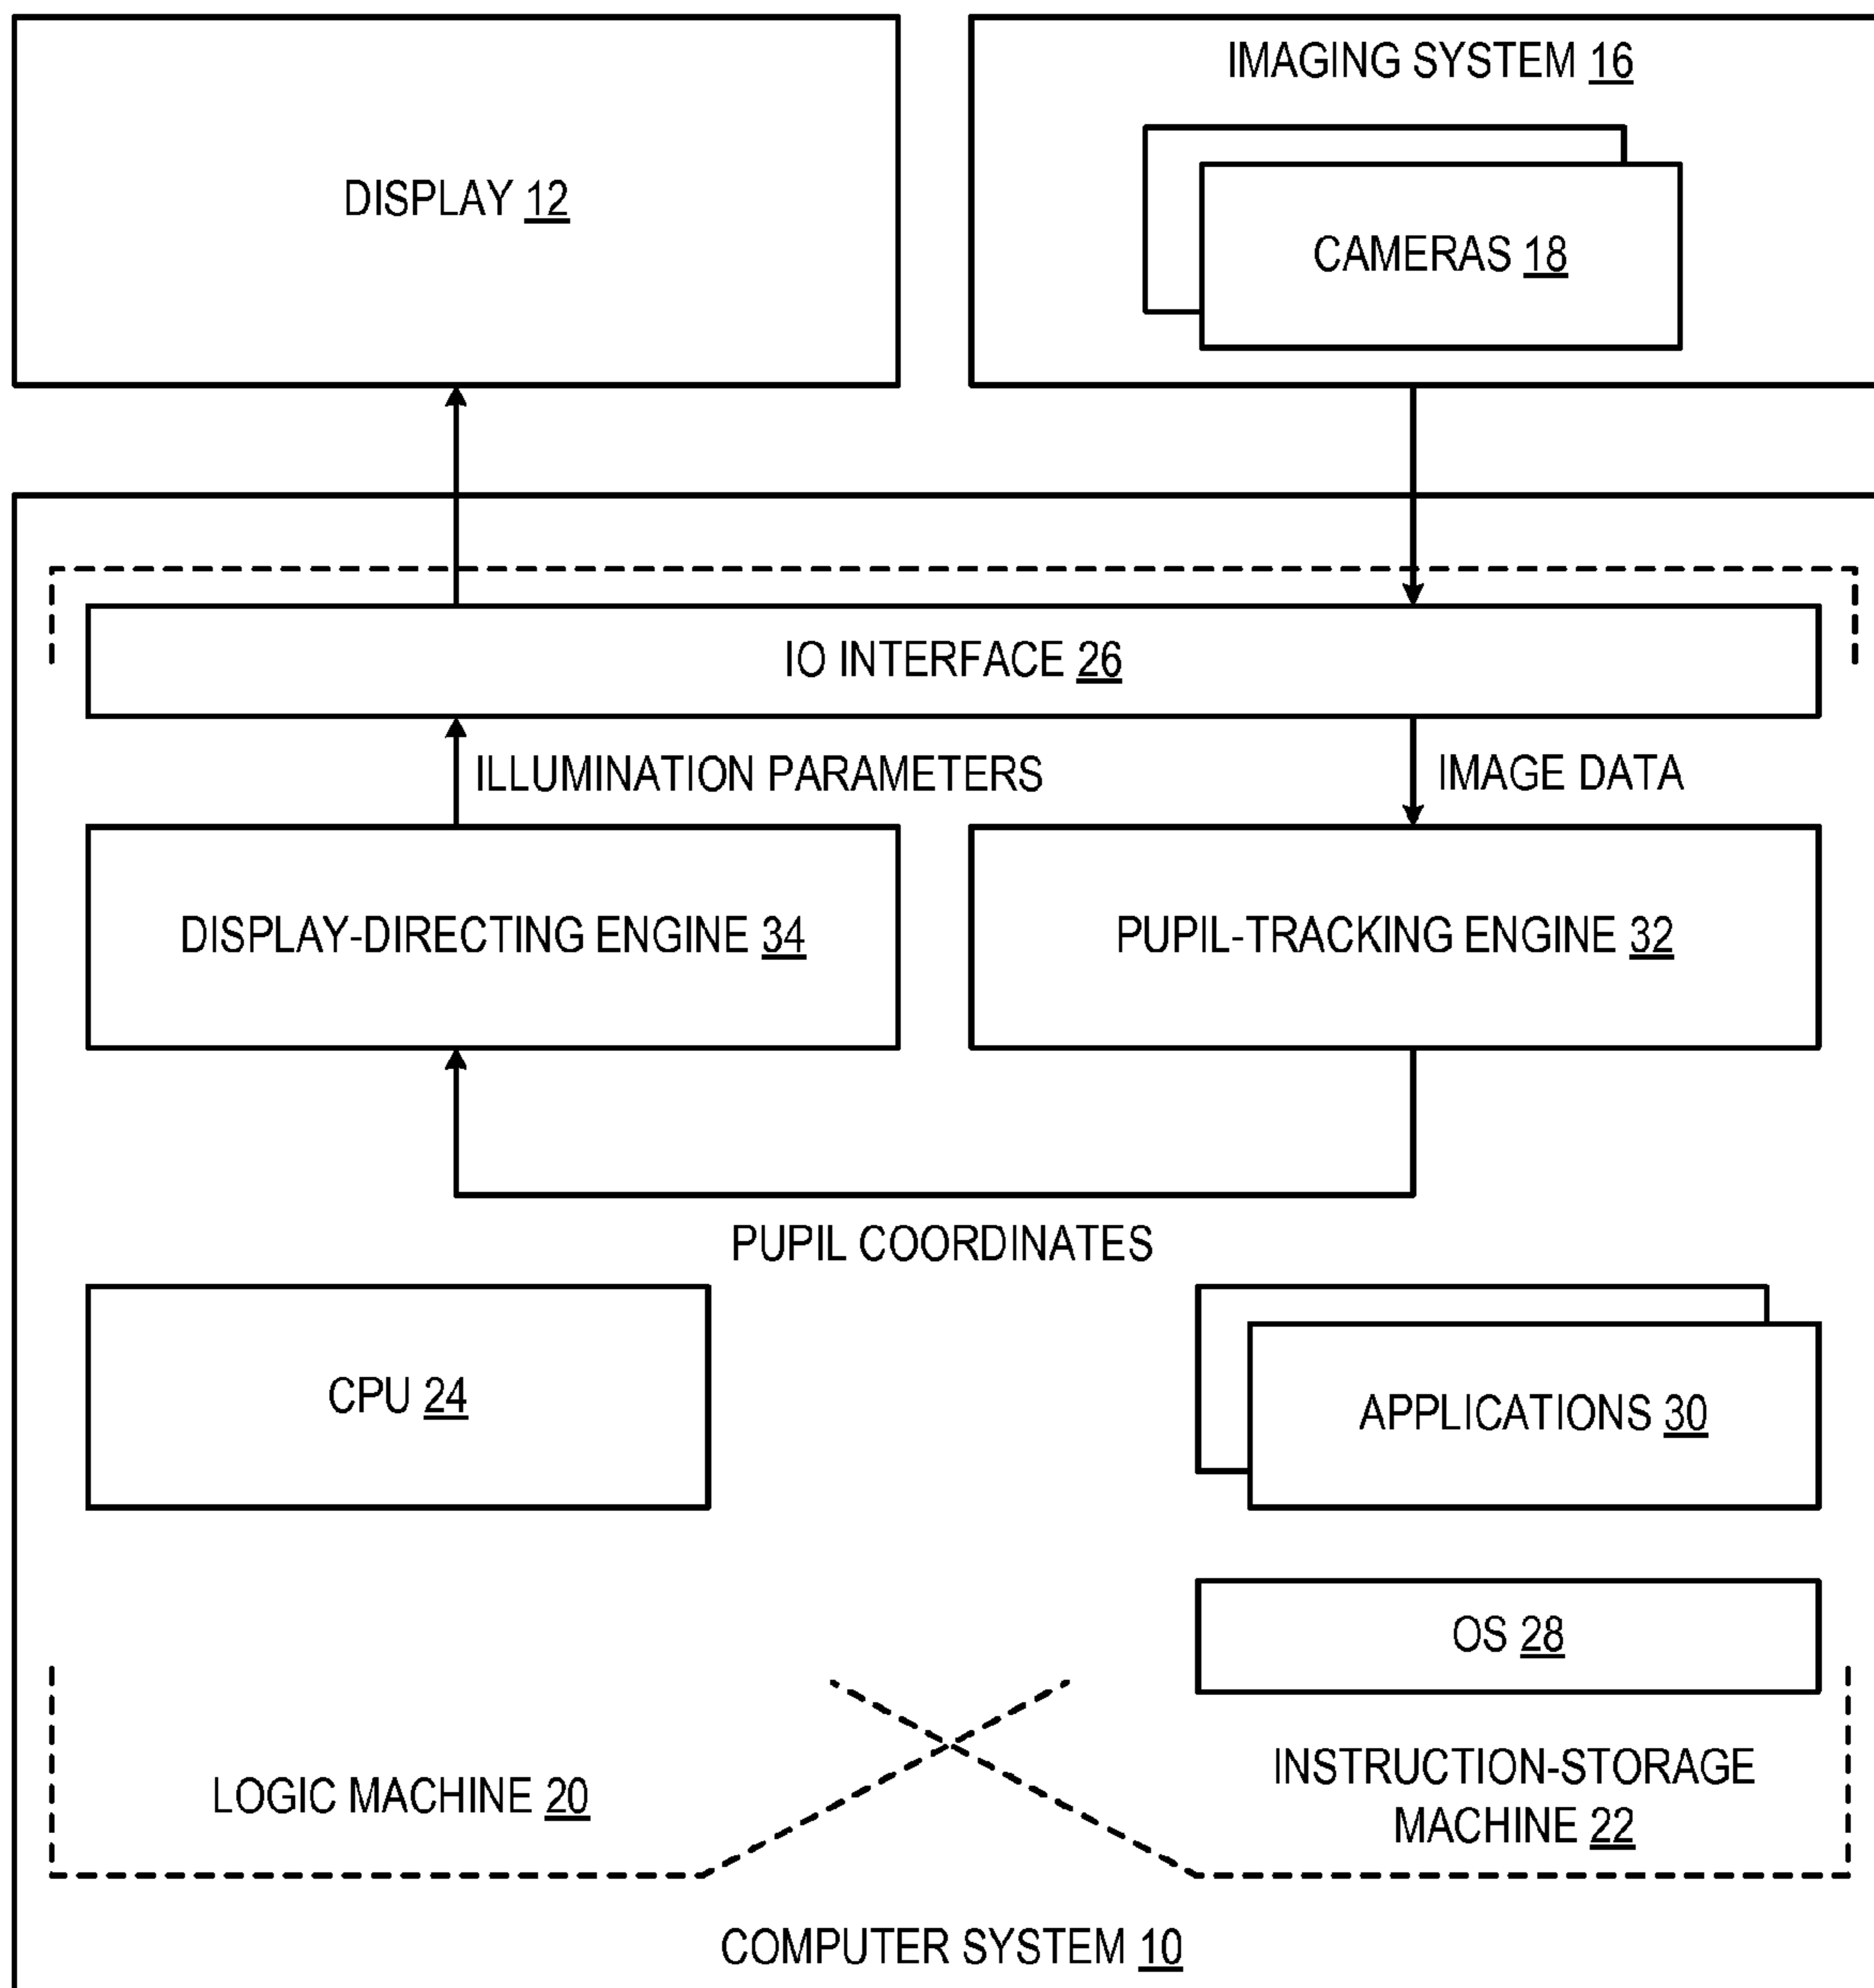 DISPLAY 12
IMAGING SYSTEM 16
CAMERAS 18
IO INTERFACE 26
ILLUMINATION PARAMETERS
IMAGE DATA
DISPLAY-DIRECTING ENGINE 34
PUPIL-TRACKING ENGINE 32
PUPIL COORDINATES
CPU 24
APPLICATIONS 30
OS 28
LOGIC MACHINE 20
INSTRUCTION-STORAGE
MACHINE 22
COMPUTER SYSTEM 10